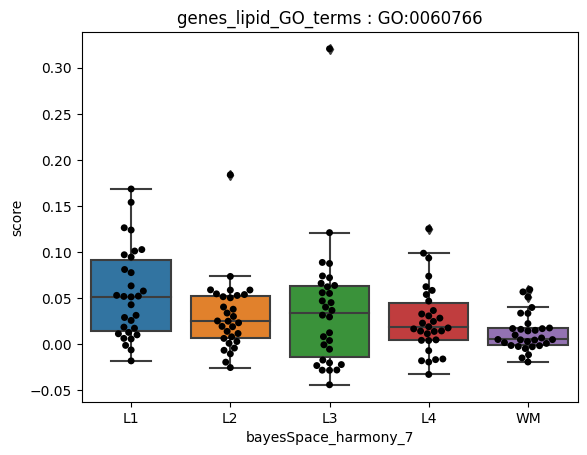 genes_lipid_GO_terms : GO:0060766
0.30
0.25
0.20
0.15
0.10
0.05
0.00
−0.05
score
L1 L2 L3 L4 WM
bayesSpace_harmony_7